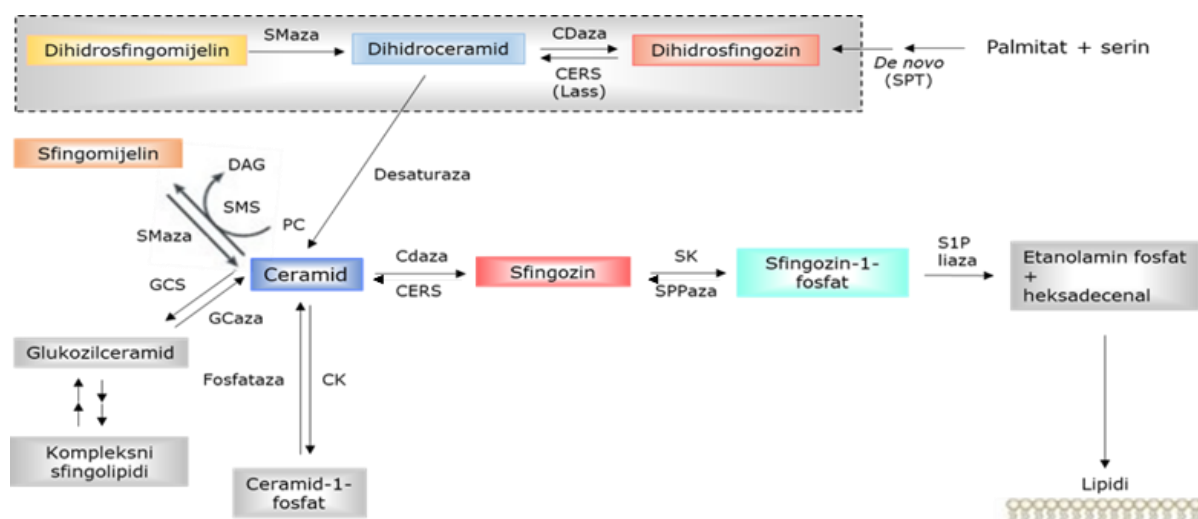 SMaza
Dihidrosfingomijelin
Dihidroceramid
CDaza
CERS
(Lass)
Dihidrosfingozin
De novo
(SPT)
Palmitat + serin
Sfingomijelin
DAG
SMS
PC
SMaza
Desaturaza
GCS
GCaza
Ceramid
Cdaza
CERS
Sfingozin
SK
SPPaza
Sfingozin-1-
fosfat
S1P
liaza
Etanolamin fosfat
+
heksadecenal
Glukozilceramid
Fosfataza
CK
Kompleksni
sfingolipidi
Ceramid-1-
fosfat
Lipidi